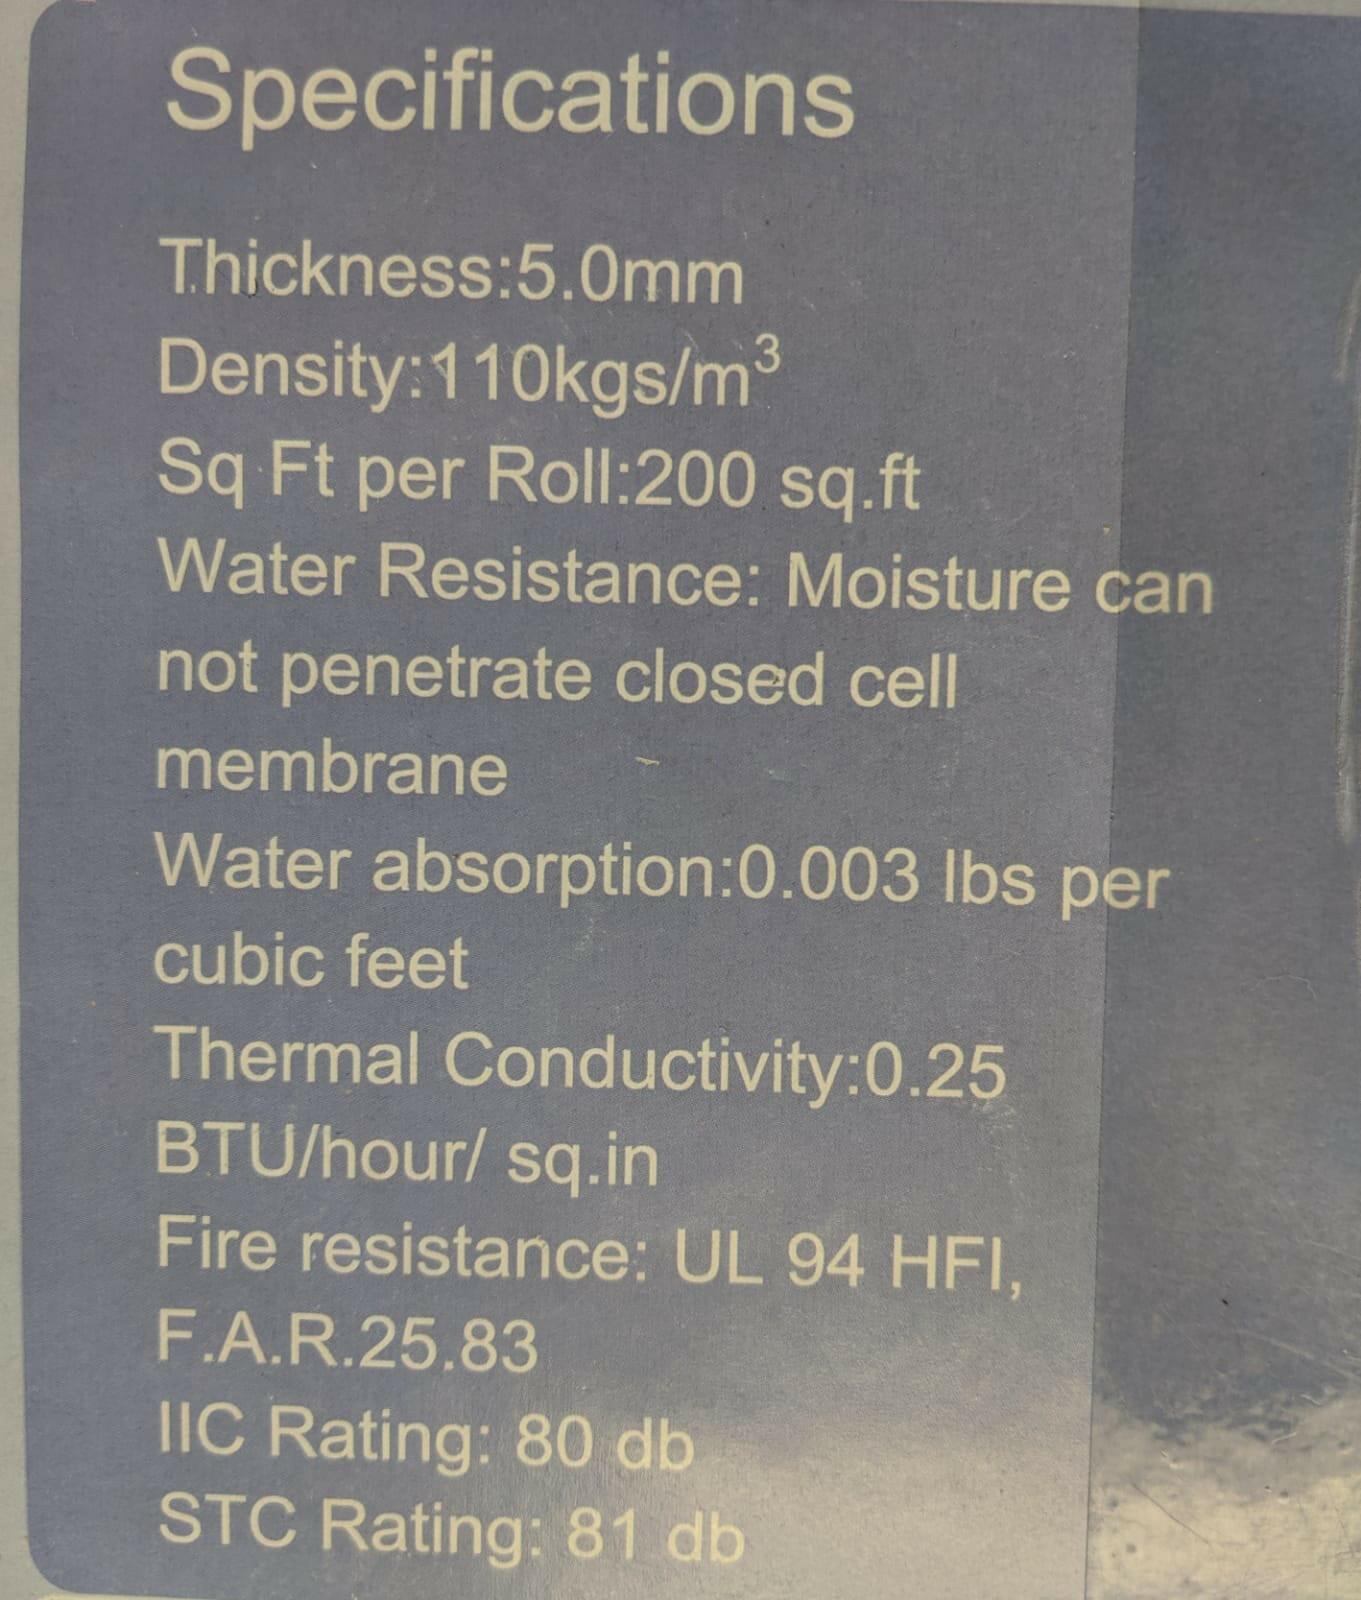 Specifications
Thickness:5.0mm
Density:110kgs/m³
Sq Ft per Roll:200 sq.ft
Water Resistance: Moisture can
not penetrate closed cell
membrane
Water absorption:0.003 lbs per
cubic feet
Thermal Conductivity:0.25
BTU/hour/ sq.in
Fire resistance: UL 94 HFI,
F.A.R.25.83
IIC Rating: 80 db
STC Rating: 81 db